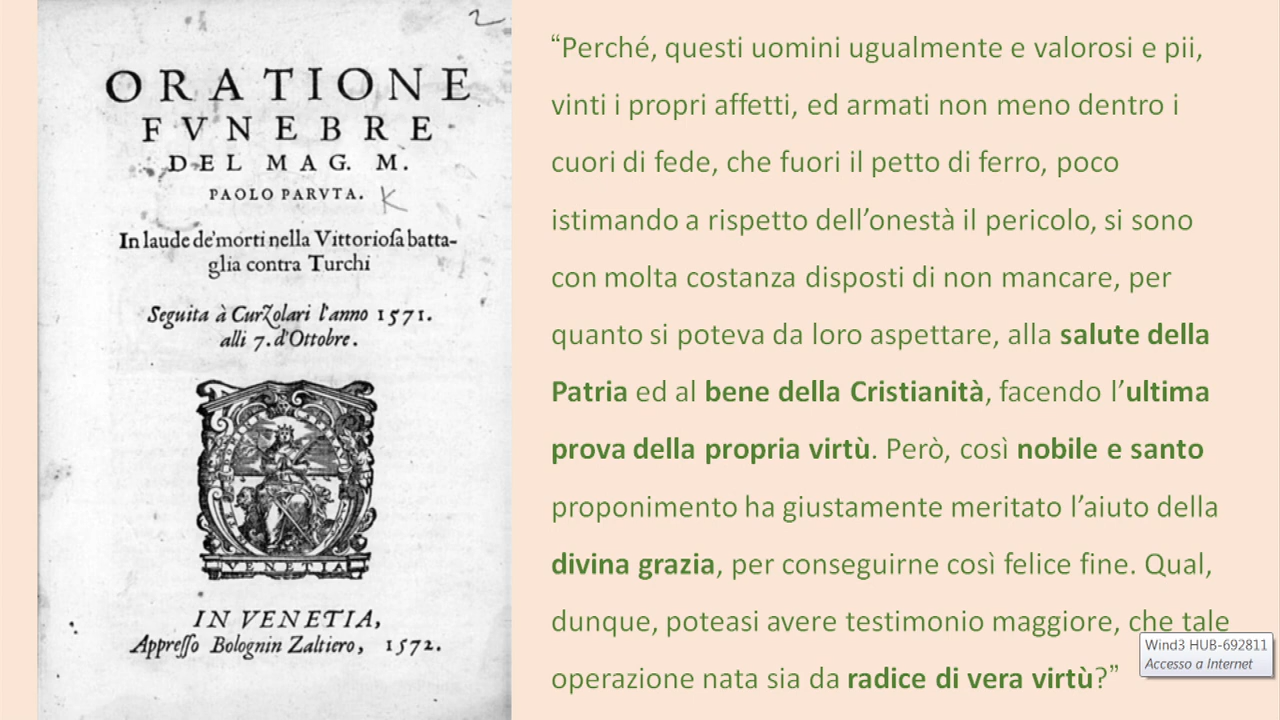 2
ORATIONE
FVNEBRE
DEL MAG. M.
PAOLO PARVTA.
K
In laude de'morti nella Vittoriosa batta-
glia contra Turchi
Seguita à Curzolari l'anno 1571.
alli 7. d'Ottobre.
VENETIA
IN VENETIA,
Appresso Bolognin Zaltiero, 1572.
“Perché, questi uomini ugualmente e valorosi e pii,
vinti i propri affetti, ed armati non meno dentro i
cuori di fede, che fuori il petto di ferro, poco
istimando a rispetto dell’onestà il pericolo, si sono
con molta costanza disposti di non mancare, per
quanto si poteva da loro aspettare, alla salute della
Patria ed al bene della Cristianità, facendo l’ultima
prova della propria virtù. Però, così nobile e santo
proponimento ha giustamente meritato l’aiuto della
divina grazia, per conseguirne così felice fine. Qual,
dunque, poteasi avere testimonio maggiore, che tale
operazione nata sia da radice di vera virtù?”
Wind3 HUB-692811
Accesso a Internet